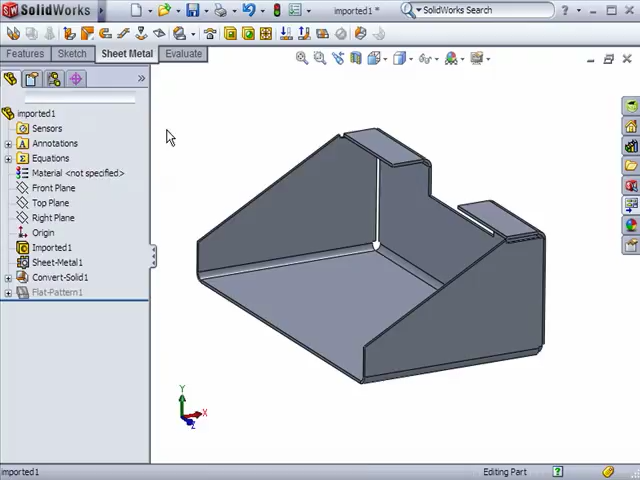 SolidWorks
imported1 *
SolidWorks Search
Features
Sketch
Sheet Metal
Evaluate
imported1
Sensors
Annotations
Equations
Material <not specified>
Front Plane
Top Plane
Right Plane
Origin
Imported1
Sheet-Metal1
Convert-Solid1
Flat-Pattern1
Y
X
Z
imported1
Editing Part